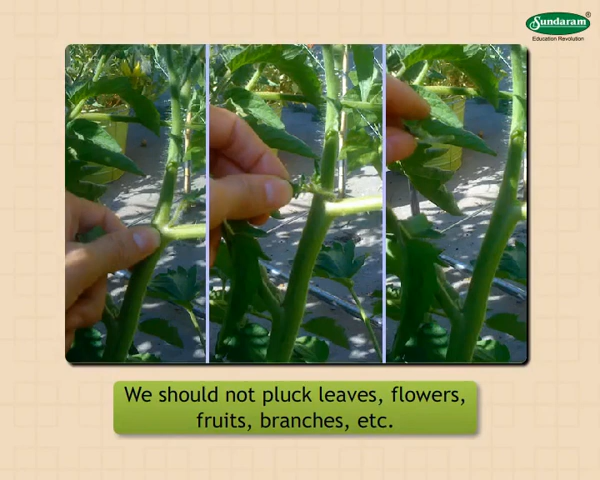 Sundaram®
Education Revolution
We should not pluck leaves, flowers,
fruits, branches, etc.